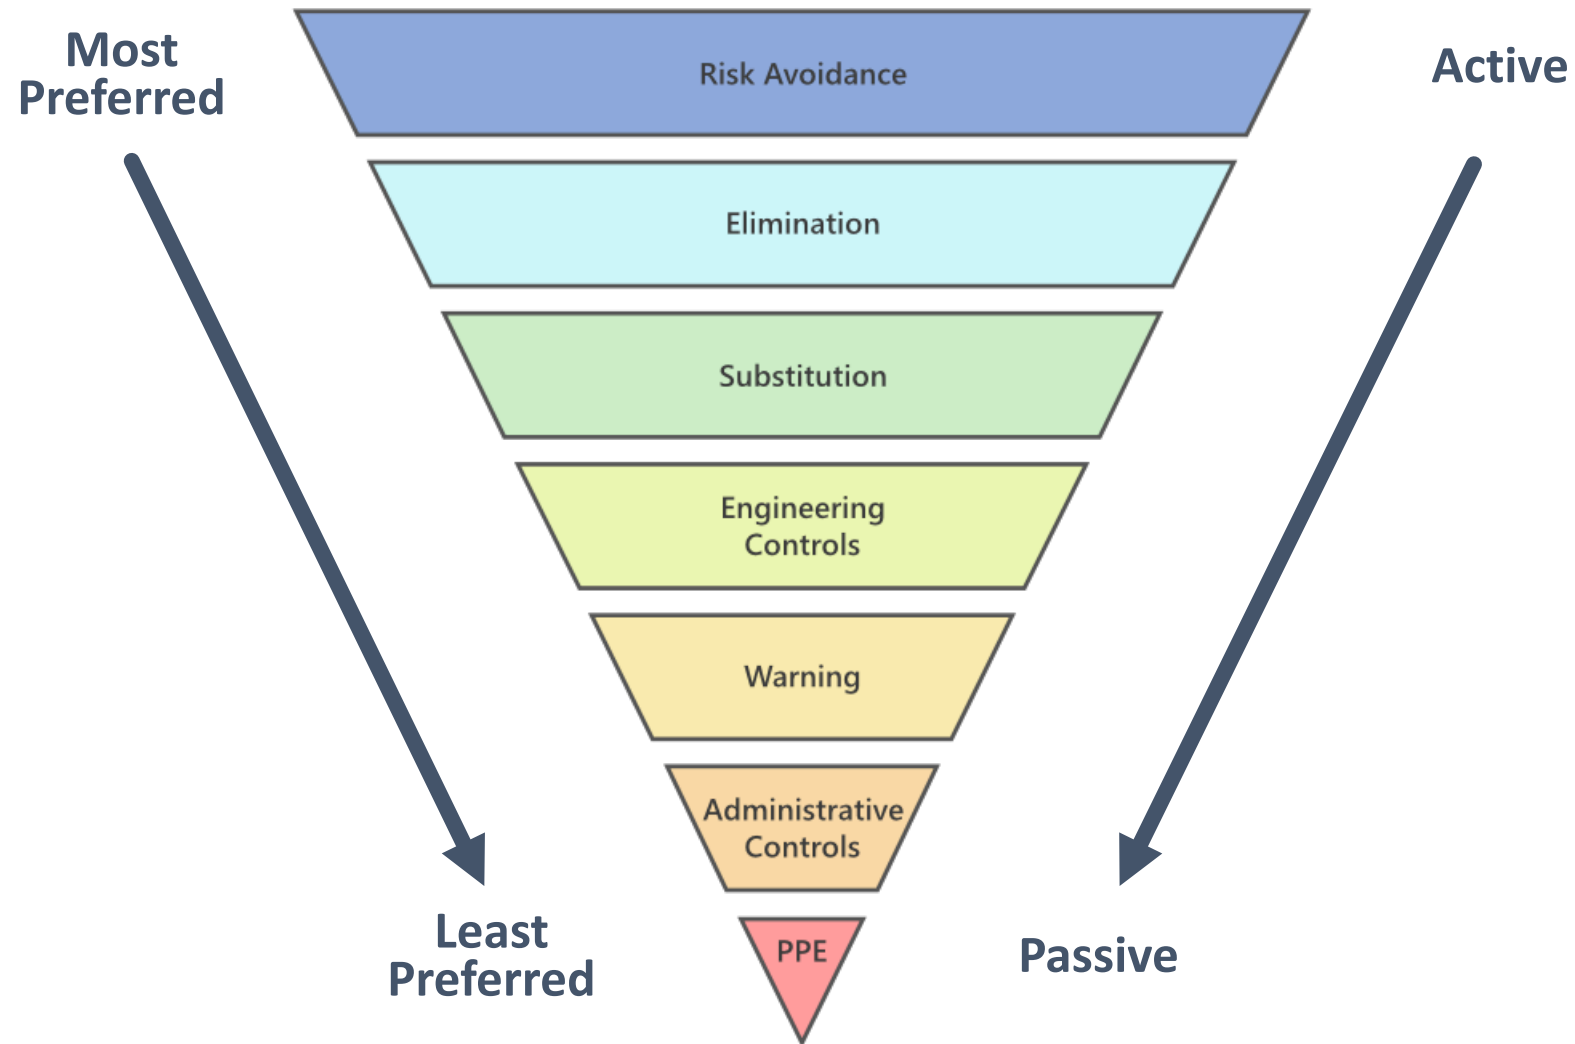 Most
Preferred
Active
Risk Avoidance
Elimination
Substitution
Engineering
Controls
Warning
Administrative
Controls
Least
Preferred
PPE
Passive